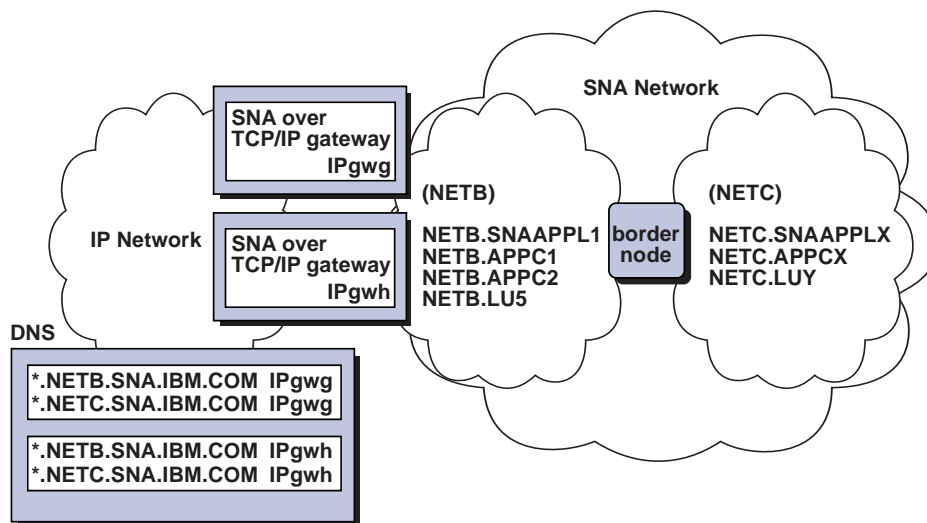 SNA Network
SNA over
TCP/IP gateway
IPgwg
IP Network
SNA over
TCP/IP gateway
IPgwh
(NETB)
NETB.SNAAPPL1
NETB.APPC1
NETB.APPC2
NETB.LU5
border
node
(NETC)
NETC.SNAAPPLX
NETC.APPCX
NETC.LUY
DNS
*.NETB.SNA.IBM.COM IPgwg
*.NETC.SNA.IBM.COM IPgwg
*.NETB.SNA.IBM.COM IPgwh
*.NETC.SNA.IBM.COM IPgwh